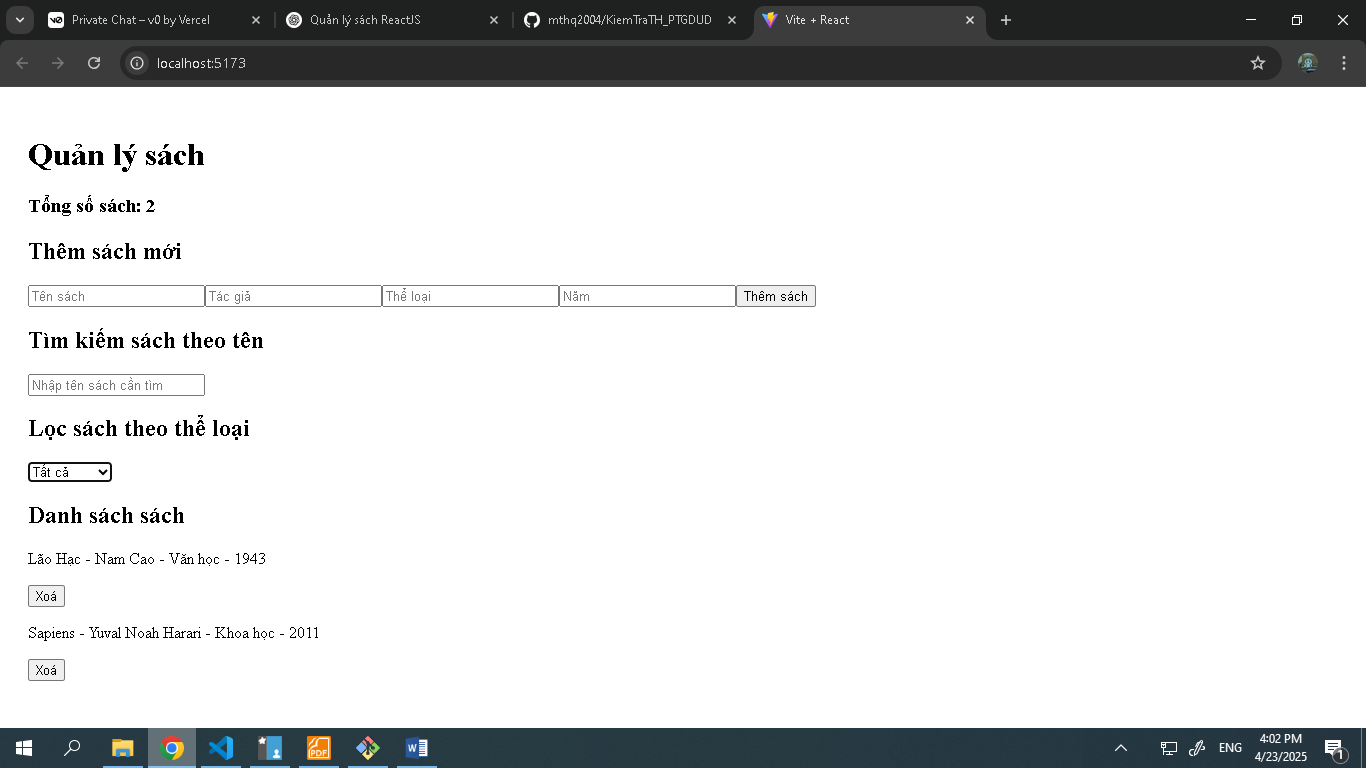 Private Chat – v0 by Vercel
Quản lý sách ReactJS
mthq2004/KiemTraTH_PTGDUD
Vite + React
localhost:5173
Quản lý sách
Tổng số sách: 2
Thêm sách mới
Tên sách Tác giả Thể loại Năm Thêm sách
Tìm kiếm sách theo tên
Nhập tên sách cần tìm
Lọc sách theo thể loại
Tất cả
Danh sách sách
Lão Hạc - Nam Cao - Văn học - 1943
Xoá
Sapiens - Yuval Noah Harari - Khoa học - 2011
Xoá
ENG
4:02 PM
4/23/2025
1